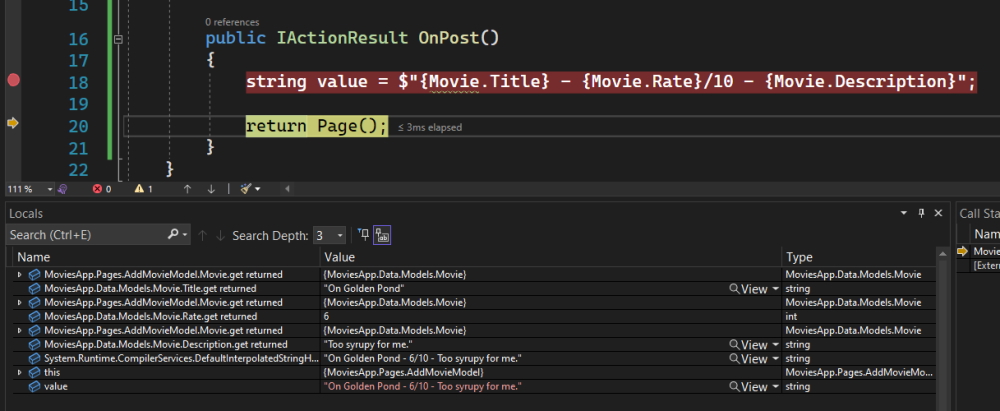 15
0 references
16 public IActionResult OnPost()
17 {
18 string value = $"{Movie.Title} - {Movie.Rate}/10 - {Movie.Description}";
19
20 return Page(); ≤ 3ms elapsed
21 }
22 }
111 % 0 1
Locals Call Sta
Search (Ctrl+E) Search Depth: 3 Nam
Name Value Type Movie
MoviesApp.Pages.AddMovieModel.Movie.get returned {MoviesApp.Data.Models.Movie} MoviesApp.Data.Models.Movie [Extern
MoviesApp.Data.Models.Movie.Title.get returned "On Golden Pond" View string
MoviesApp.Pages.AddMovieModel.Movie.get returned {MoviesApp.Data.Models.Movie} MoviesApp.Data.Models.Movie
MoviesApp.Data.Models.Movie.Rate.get returned 6 int
MoviesApp.Pages.AddMovieModel.Movie.get returned {MoviesApp.Data.Models.Movie} MoviesApp.Data.Models.Movie
MoviesApp.Data.Models.Movie.Description.get returned "Too syrupy for me." View string
System.Runtime.CompilerServices.DefaultInterpolatedStringH... "On Golden Pond - 6/10 - Too syrupy for me." View string
this {MoviesApp.Pages.AddMovieModel} MoviesApp.Pages.AddMovieMo...
value "On Golden Pond - 6/10 - Too syrupy for me." View string